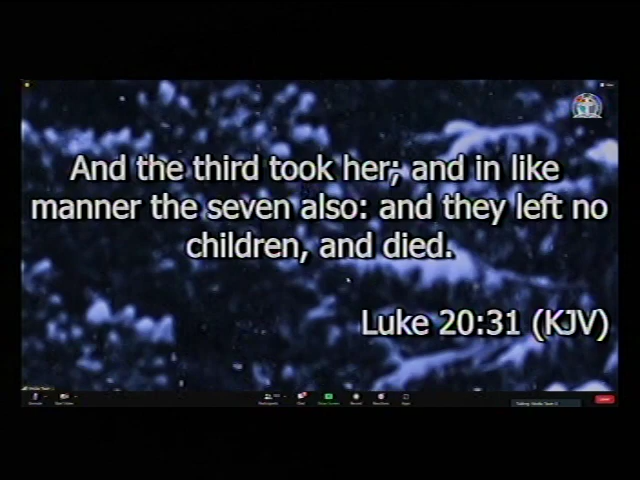 And the third took her; and in like
manner the seven also: and they left no
children, and died.
Luke 20:31 (KJV)